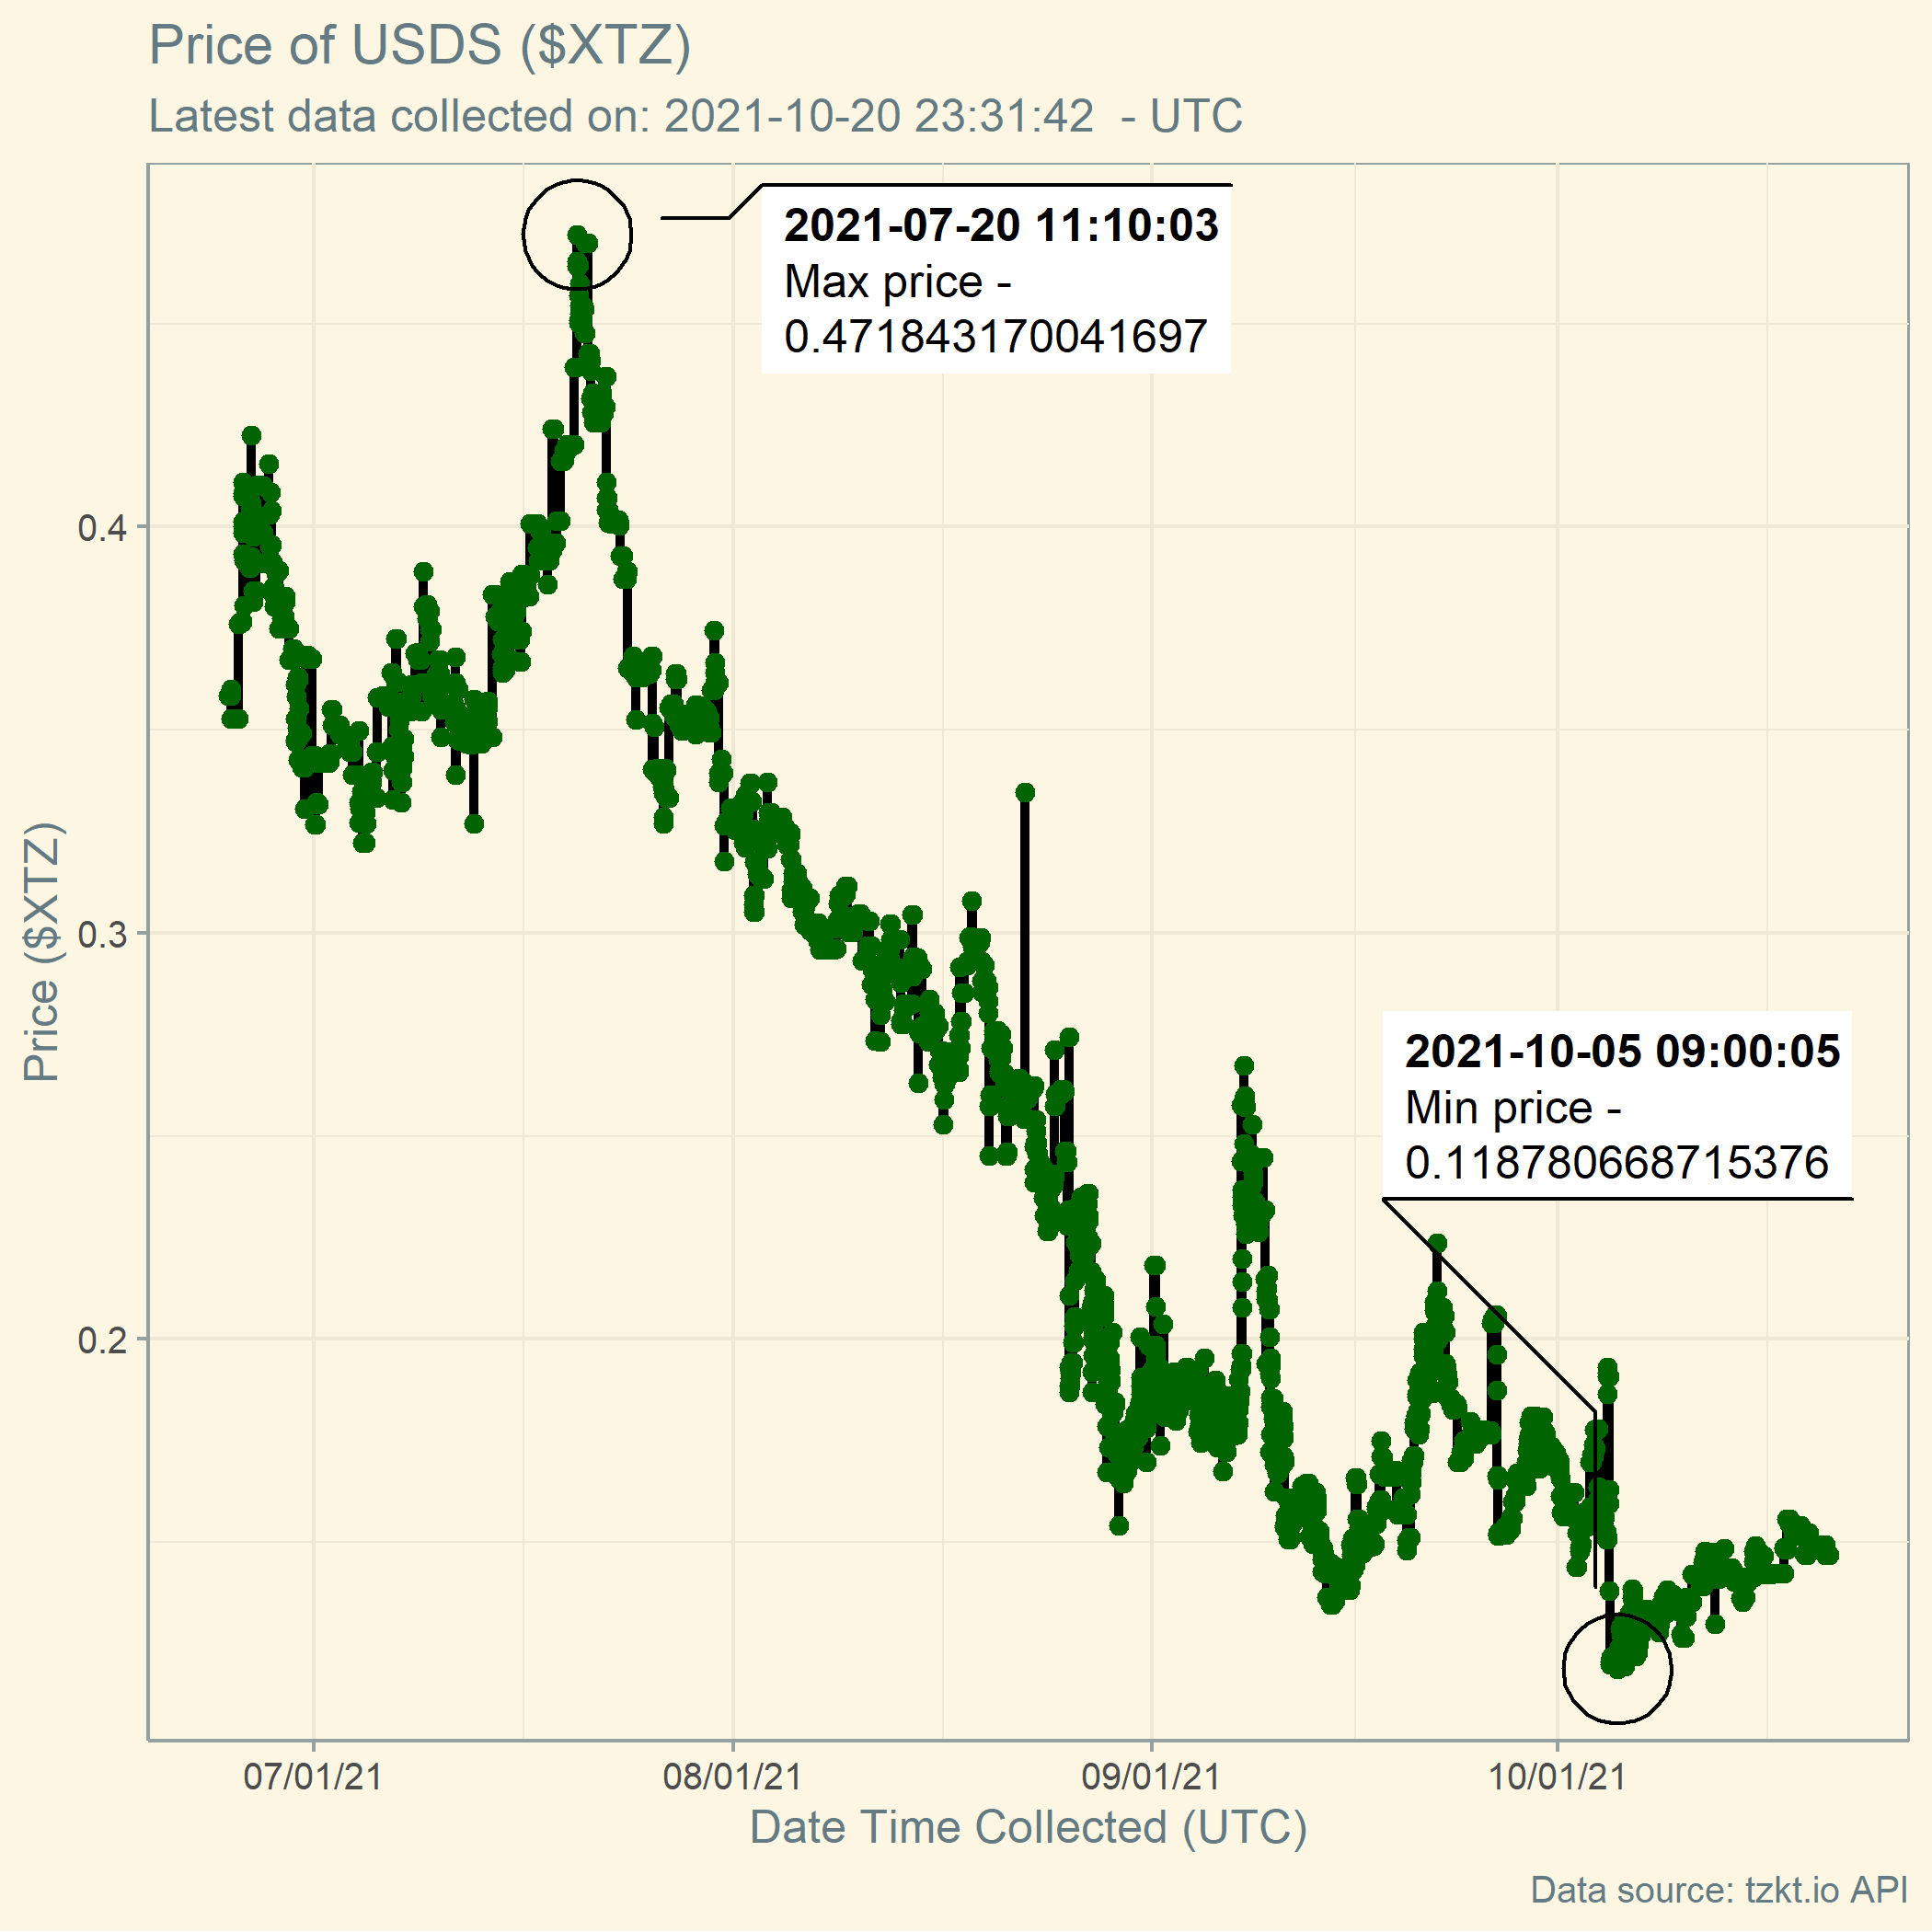 Price of USDS ($XTZ)
Latest data collected on: 2021-10-20 23:31:42  - UTC
2021-07-20 11:10:03
Max price -
0.471843170041697
2021-10-05 09:00:05
Min price -
0.118780668715376
Price ($XTZ)
0.4
0.3
0.2
07/01/21
08/01/21
09/01/21
10/01/21
Date Time Collected (UTC)
Data source: tzkt.io API